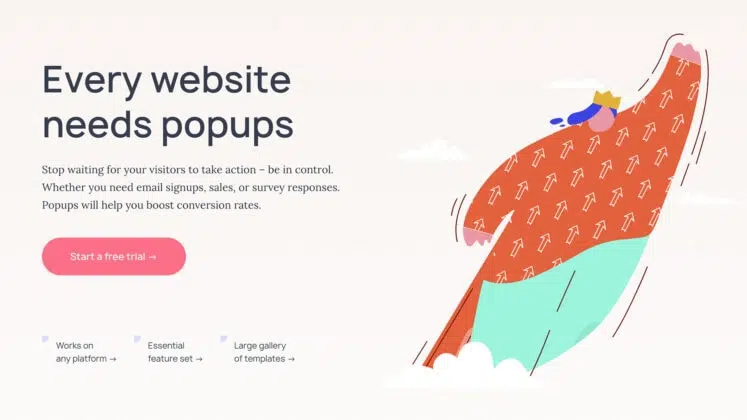 Every website
needs popups
Stop waiting for your visitors to take action – be in control.
Whether you need email signups, sales, or survey responses.
Popups will help you boost conversion rates.
Start a free trial →
Works on
any platform →
Essential
feature set →
Large gallery
of templates →